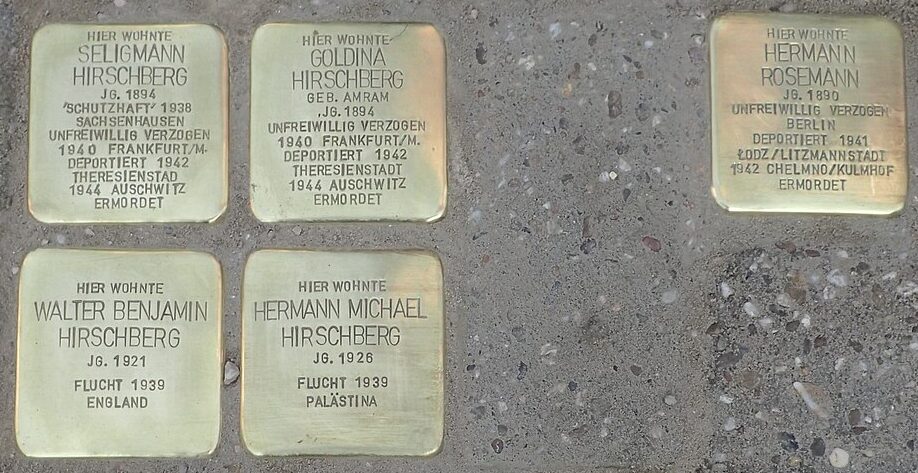 HIER WOHNTE
SELIGMANN
HIRSCHBERG
JG. 1894
"SCHUTZHAFT" 1938
SACHSENHAUSEN
UNFREIWILLIG VERZOGEN
1940 FRANKFURT/M.
DEPORTIERT 1942
THERESIENSTAD
1944 AUSCHWITZ
ERMORDET
HIER WOHNTE
GOLDINA
HIRSCHBERG
GEB. AMRAM
JG. 1894
UNFREIWILLIG VERZOGEN
1940 FRANKFURT/M.
DEPORTIERT 1942
THERESIENSTADT
1944 AUSCHWITZ
ERMORDET
HIER WOHNTE
HERMANN
ROSEMANN
JG. 1890
UNFREIWILLIG VERZOGEN
BERLIN
DEPORTIERT 1941
ŁODZ/LITZMANNSTADT
1942 CHELMNO/KULMHOF
ERMORDET
HIER WOHNTE
WALTER BENJAMIN
HIRSCHBERG
JG. 1921
FLUCHT 1939
ENGLAND
HIER WOHNTE
HERMANN MICHAEL
HIRSCHBERG
JG. 1926
FLUCHT 1939
PALÄSTINA